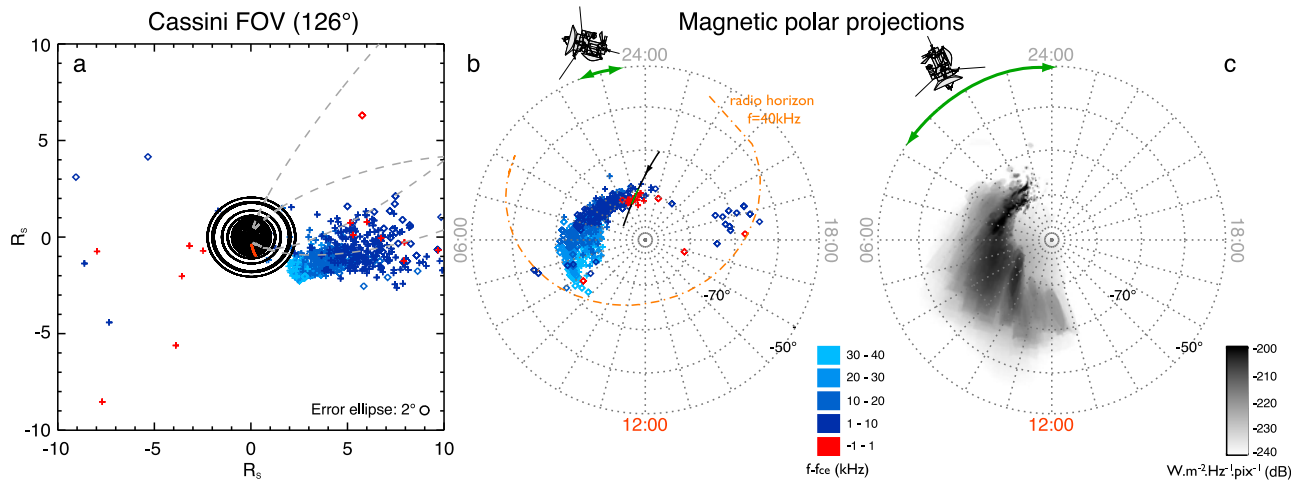 Cassini FOV (126°)
Magnetic polar projections
a
10
5
0
-5
-10
Rs
-10
-5
0
5
10
Rs
Error ellipse: 2°
b
24:00
radio horizon
f=40kHz
06:00
18:00
-70°
-50°
12:00
30 - 40
20 - 30
10 - 20
1 - 10
-1 - 1
f-fce (kHz)
c
24:00
06:00
18:00
-70°
-50°
12:00
-200
-210
-220
-230
-240
W.m⁻².Hz⁻¹.pix⁻¹ (dB)